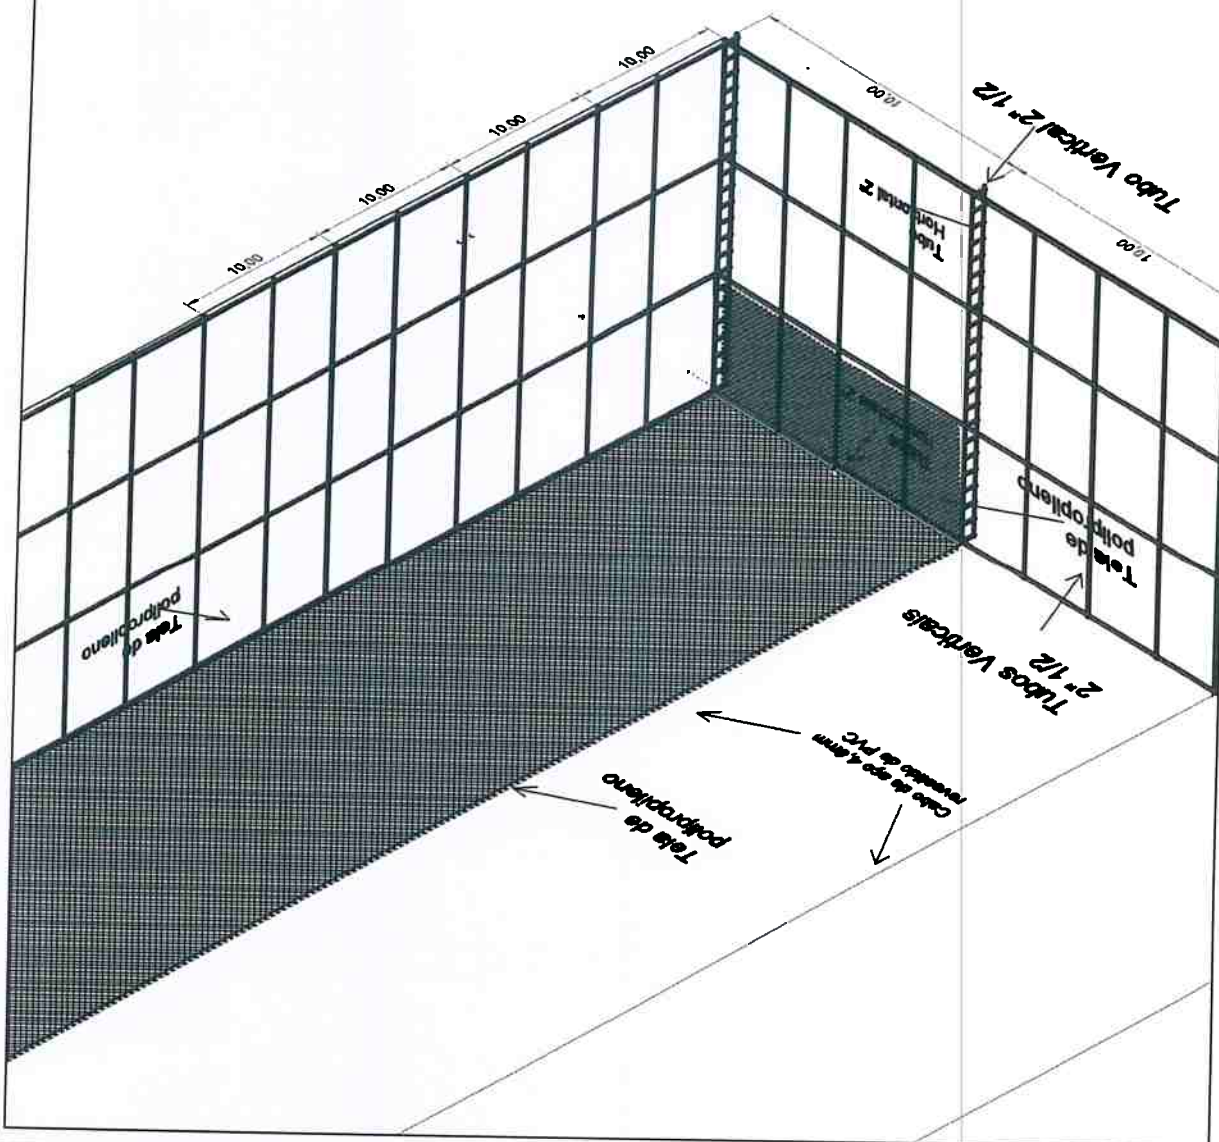 10,00
10,00
10,00
10,00
10,00
10,00
Tubo Vertical 2" 1/2
Tubo
Horizontal 2"
Tela de
polipropileno
Tela de
polipropileno
Tubos Verticais
2" 1/2
Cabo de aço 4,8mm
revestido de PVC
Tela de
polipropileno